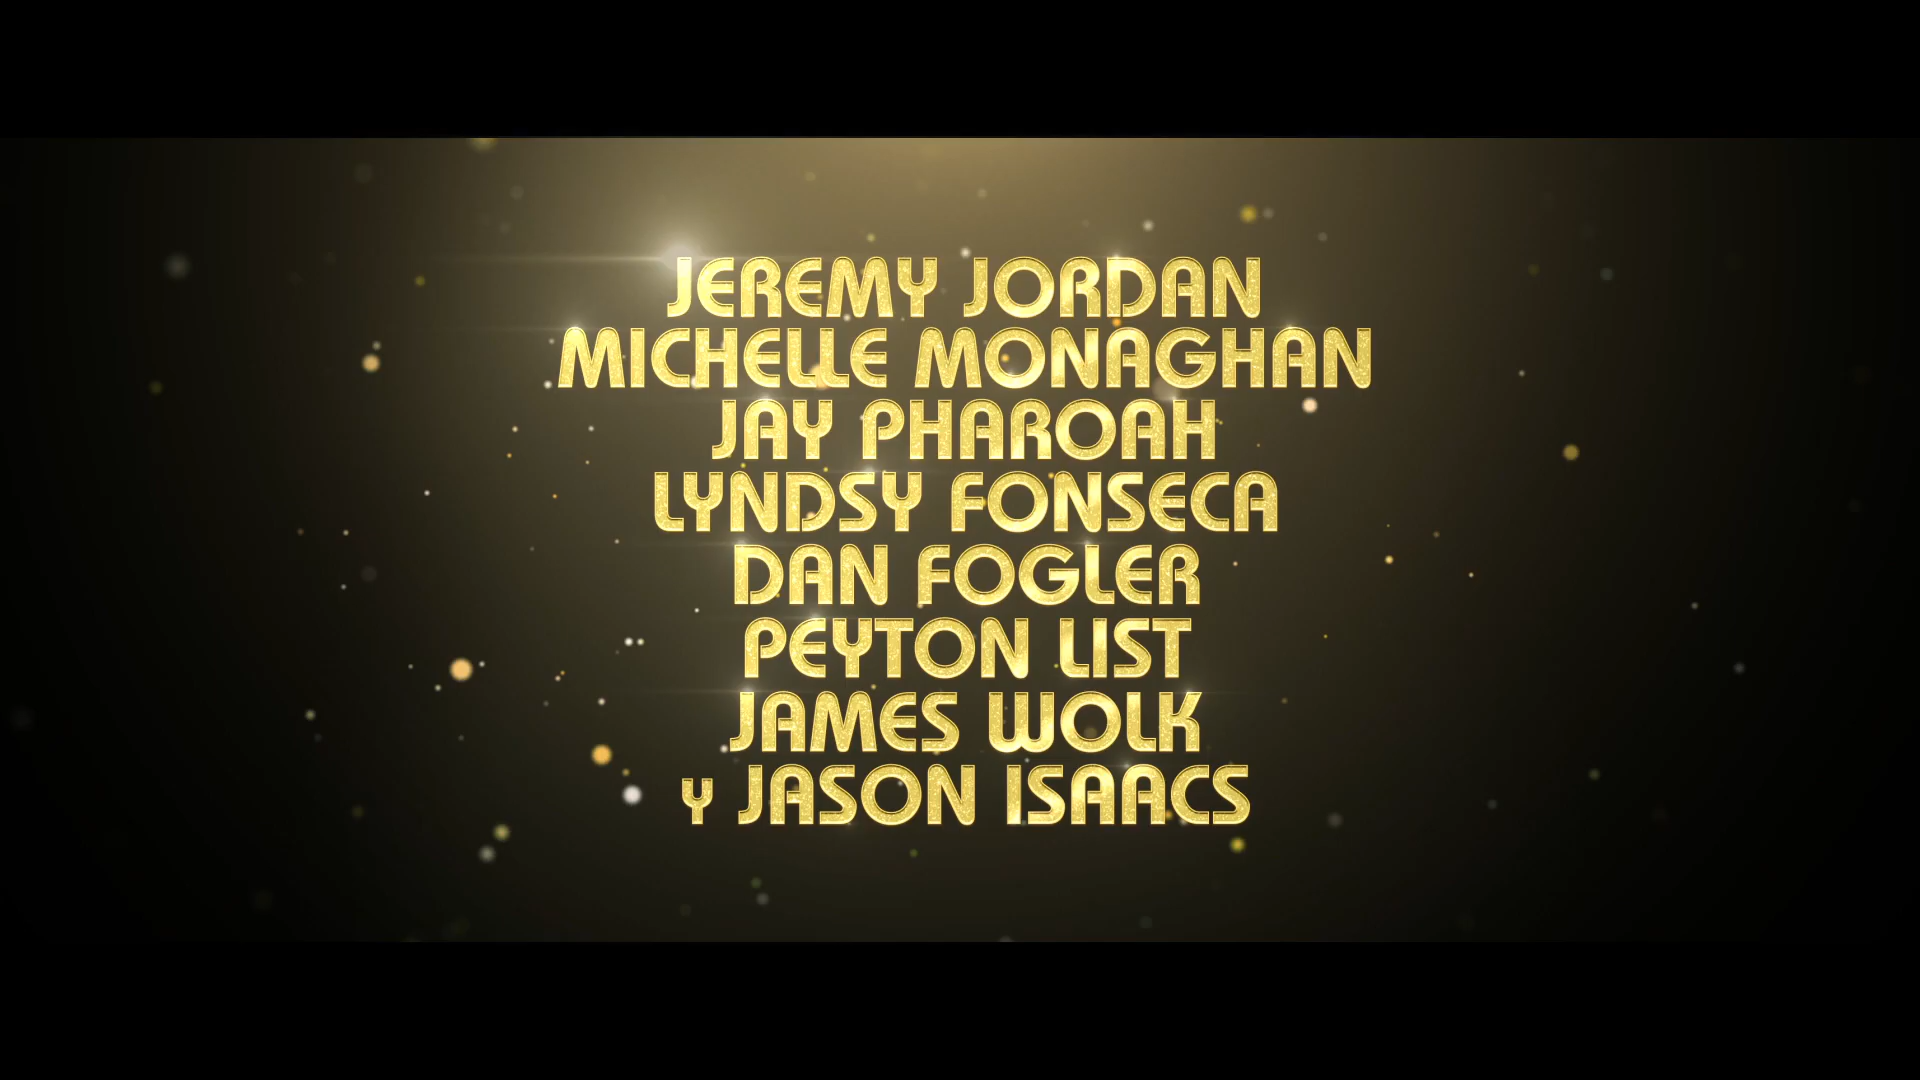 JEREMY JORDAN
MICHELLE MONAGHAN
JAY PHAROAH
LYNDSY FONSECA
DAN FOGLER
PEYTON LIST
JAMES WOLK
Y JASON ISAACS